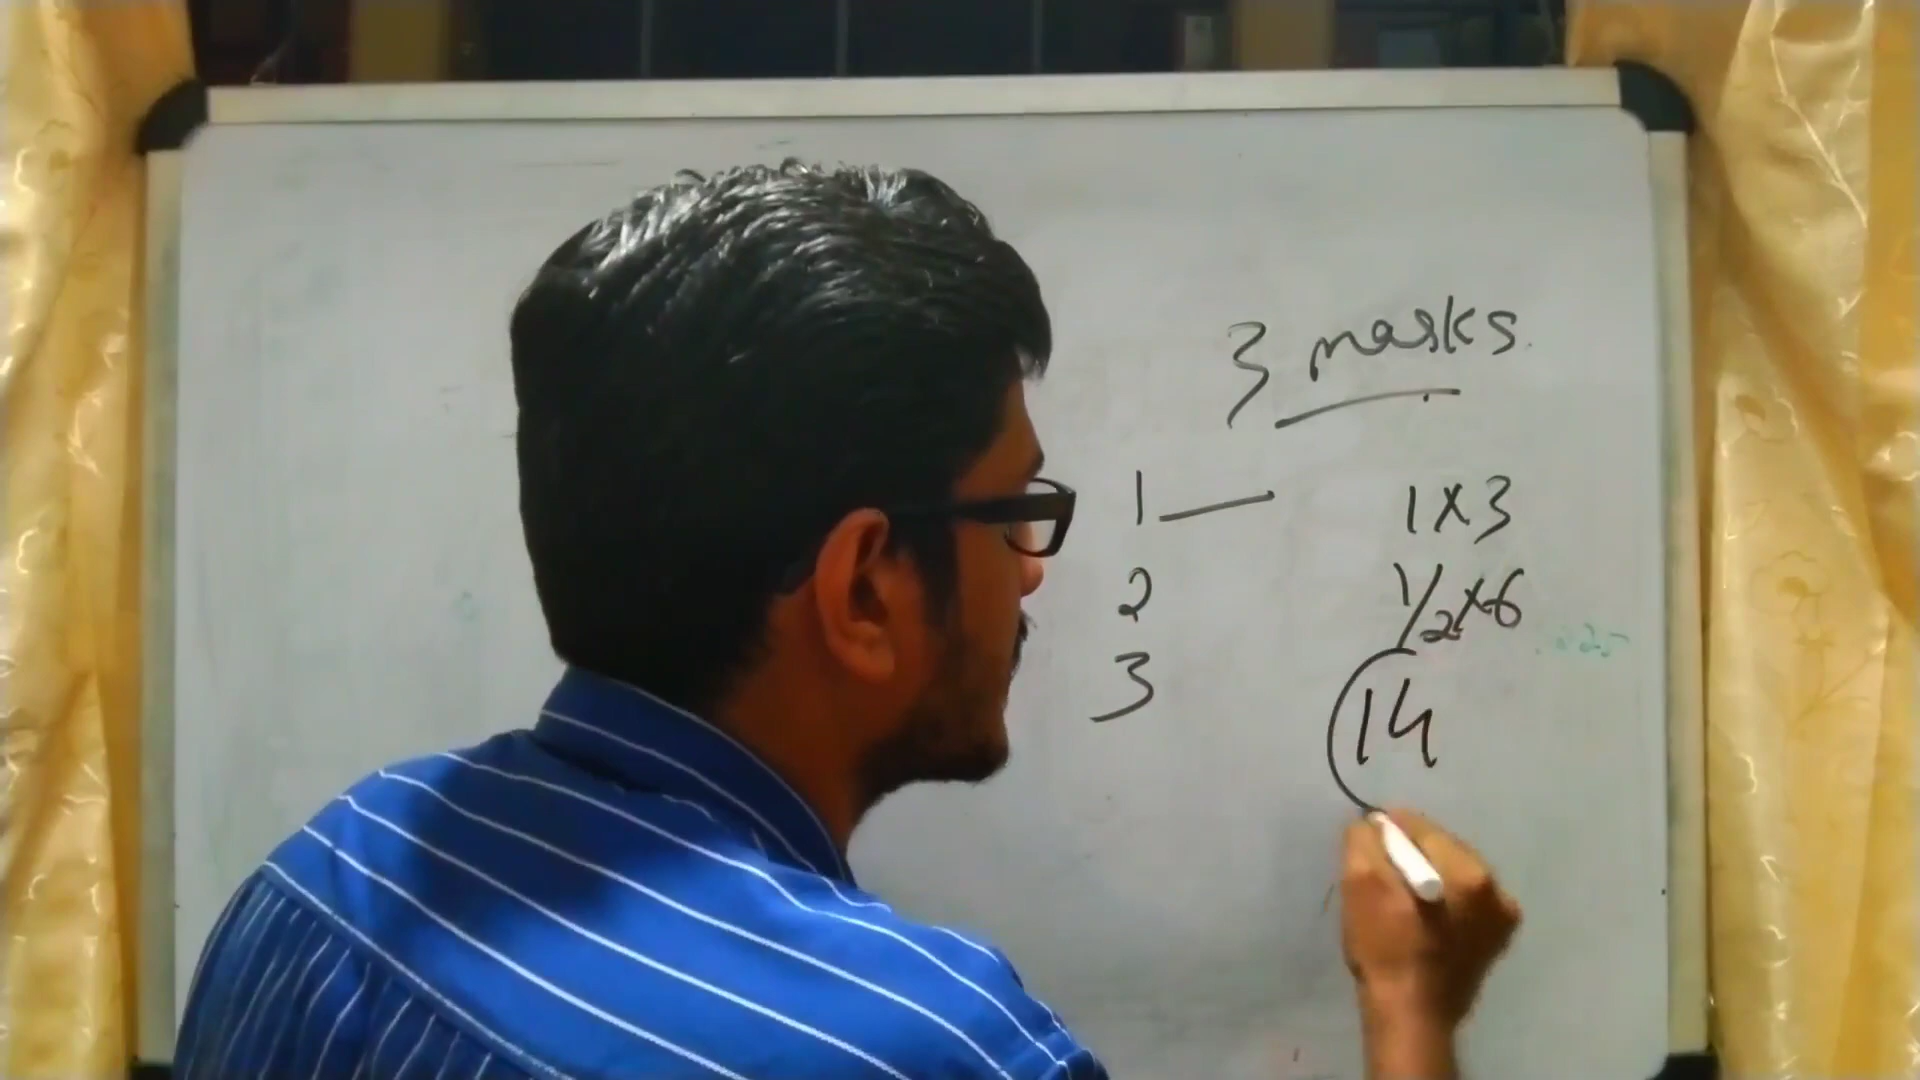 3 marks.
1 — 1x3
2 1/2x6
3 14